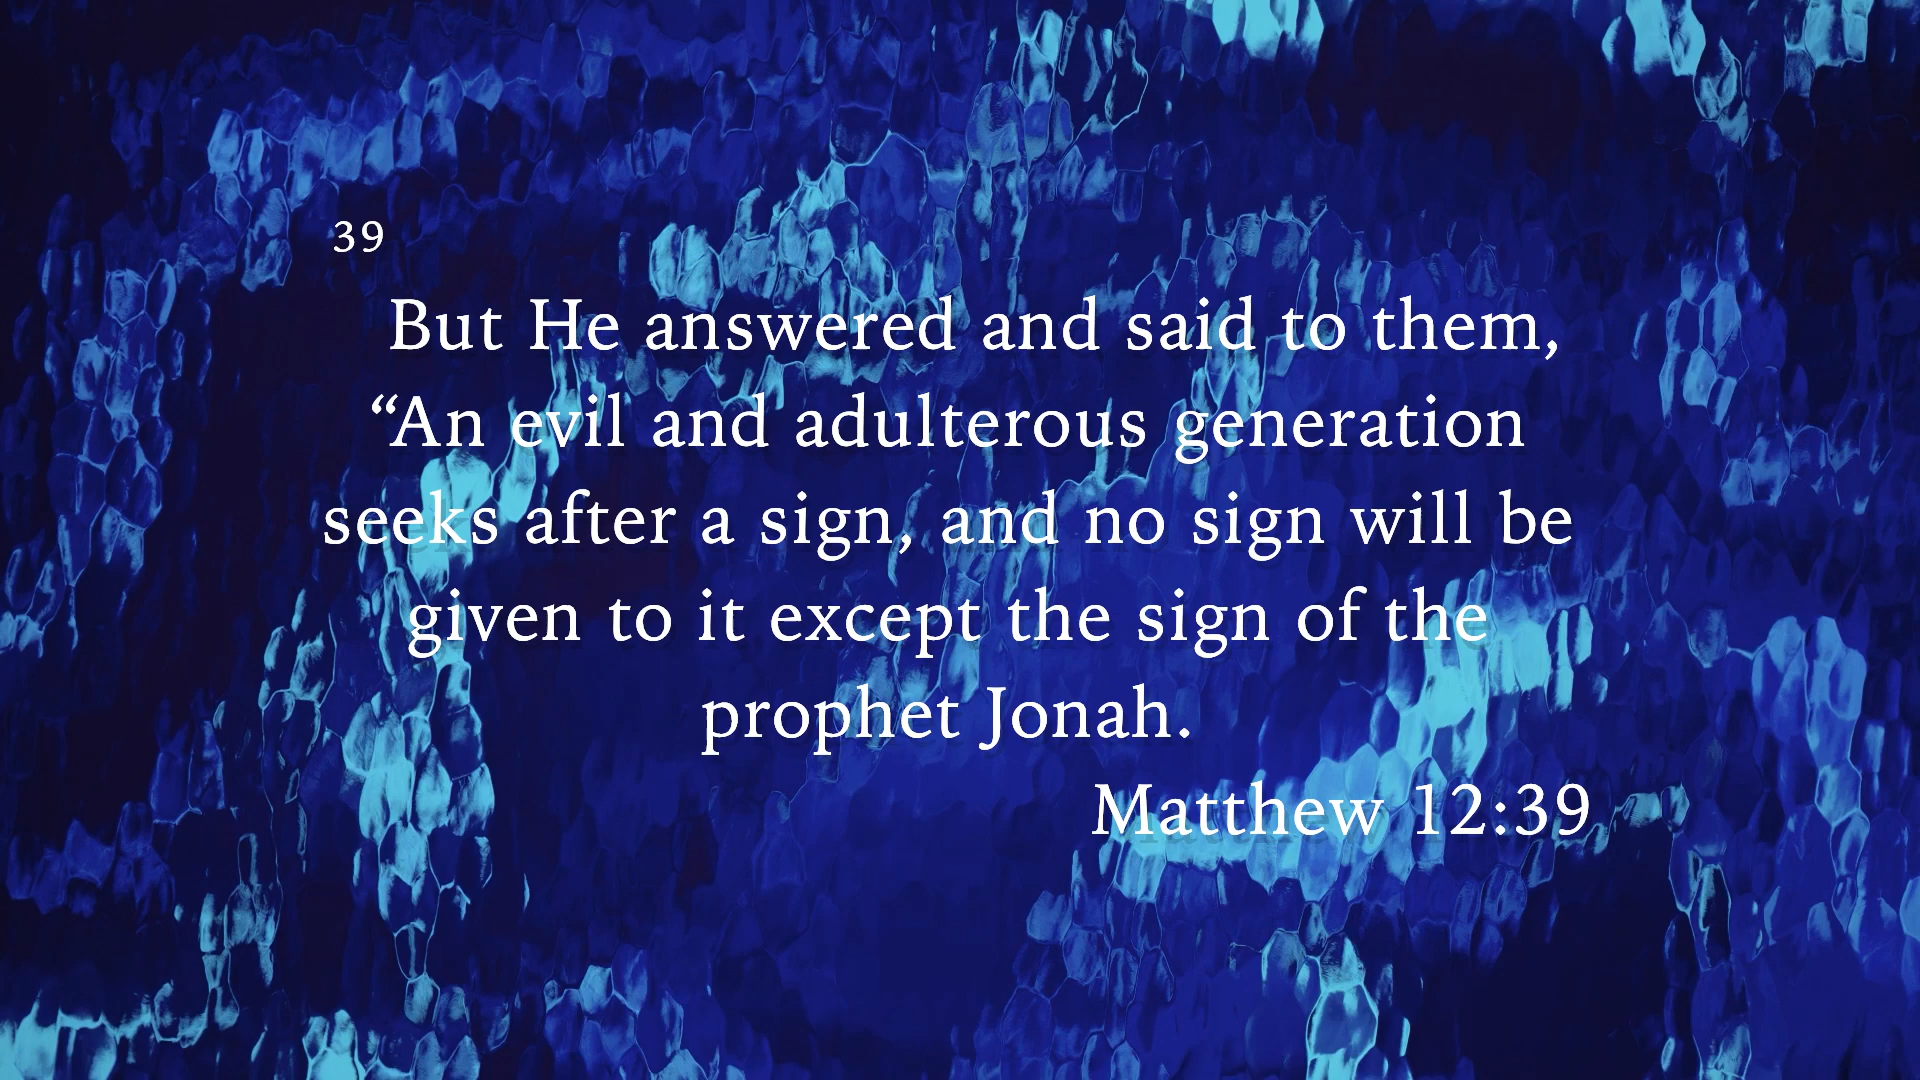 39
But He answered and said to them,
“An evil and adulterous generation
seeks after a sign, and no sign will be
given to it except the sign of the
prophet Jonah.
Matthew 12:39